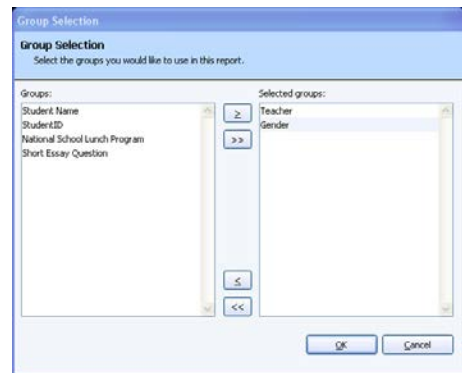 Group Selection
Group Selection
Select the groups you would like to use in this report.
Groups:
Selected groups:
Student Name
StudentID
National School Lunch Program
Short Essay Question
≥
>>
≤
<<
Teacher
Gender
OK
Cancel